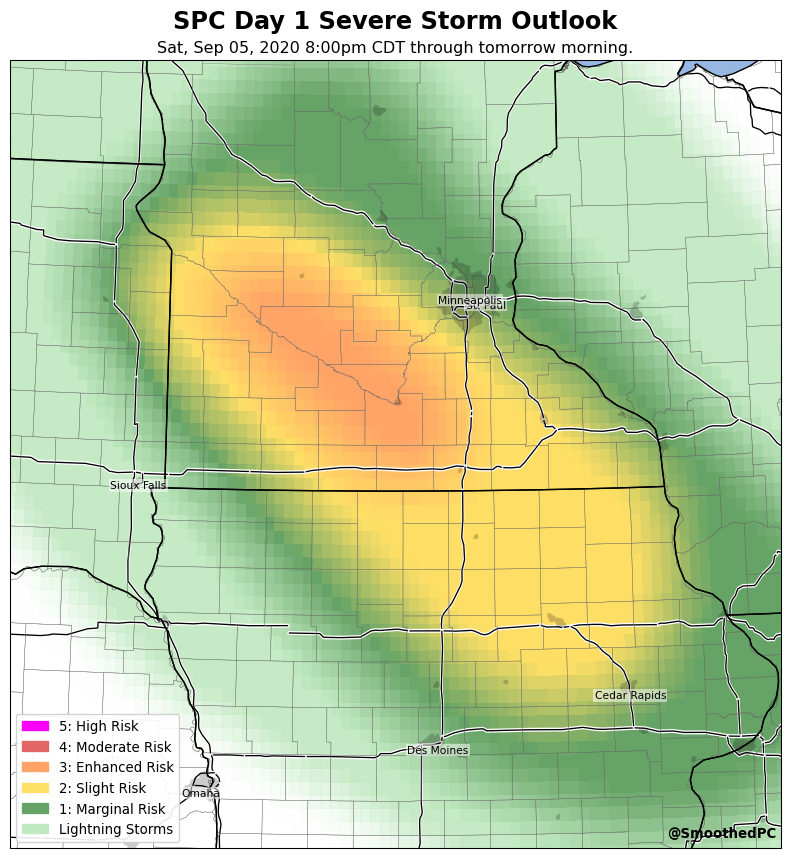 SPC Day 1 Severe Storm Outlook
Sat, Sep 05, 2020 8:00pm CDT through tomorrow morning.
Minneapolis
St. Paul
Sioux Falls
Cedar Rapids
Des Moines
Omaha
5: High Risk
4: Moderate Risk
3: Enhanced Risk
2: Slight Risk
1: Marginal Risk
Lightning Storms
@SmoothedPC